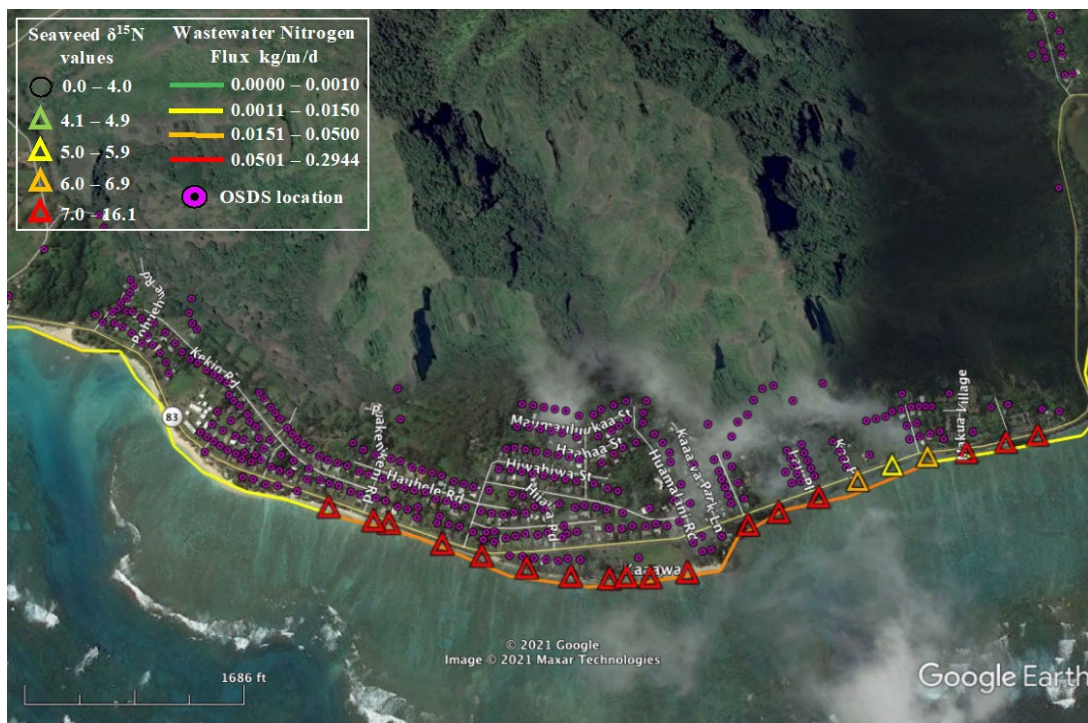 Seaweed δ¹⁵N
values
0.0 – 4.0
4.1 – 4.9
5.0 – 5.9
6.0 – 6.9
7.0 – 16.1
Wastewater Nitrogen
Flux kg/m/d
0.0000 – 0.0010
0.0011 – 0.0150
0.0151 – 0.0500
0.0501 – 0.2944
OSDS location
Kekio Rd
83
Hauhele Rd
Haahaa St
Hiwahiwa St
Huamalani Rd
Kaaawa Park Ln
Kaaawa
© 2021 Google
Image © 2021 Maxar Technologies
1686 ft
Google Earth